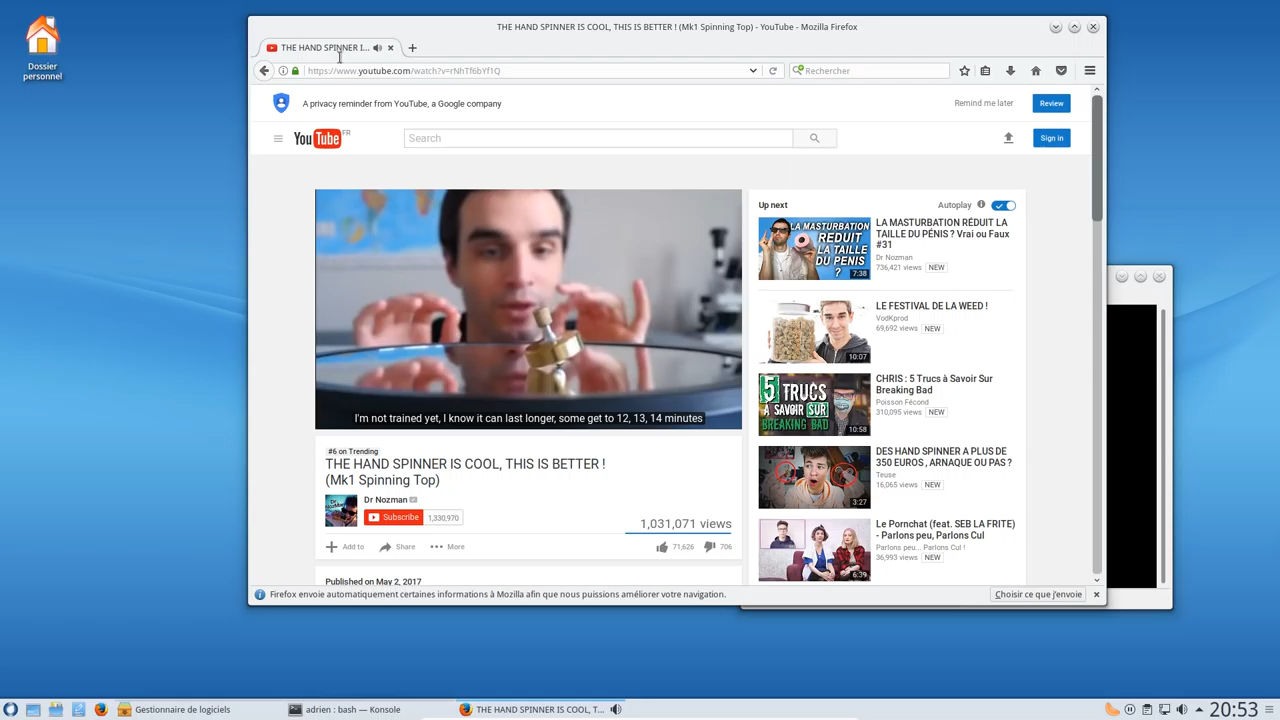 Dossier
personnel
THE HAND SPINNER IS COOL, THIS IS BETTER ! (Mk1 Spinning Top) - YouTube - Mozilla Firefox
THE HAND SPINNER I...
https://www.youtube.com/watch?v=rNhTf6bYf1Q
Rechercher
A privacy reminder from YouTube, a Google company
Remind me later
Review
YouTube FR
Search
Sign in
I'm not trained yet, I know it can last longer, some get to 12, 13, 14 minutes
#6 on Trending
THE HAND SPINNER IS COOL, THIS IS BETTER !
(Mk1 Spinning Top)
Dr Nozman
Subscribe 1,330,970
1,031,071 views
Add to Share More 71,626 706
Published on May 2, 2017
Up next Autoplay
LA MASTURBATION
REDUIT LA
TAILLE DU
PENIS ?
7:38
LA MASTURBATION RÉDUIT LA
TAILLE DU PÉNIS ? Vrai ou Faux
#31
Dr Nozman
736,421 views NEW
10:07
LE FESTIVAL DE LA WEED !
VodKprod
69,692 views NEW
5 TRUCS
À SAVOIR SUR
BREAKING BAD
10:58
CHRIS : 5 Trucs à Savoir Sur
Breaking Bad
Poisson Fécond
310,095 views NEW
3:27
DES HAND SPINNER A PLUS DE
350 EUROS , ARNAQUE OU PAS ?
Teuse
16,065 views NEW
6:39
Le Pornchat (feat. SEB LA FRITE)
- Parlons peu, Parlons Cul
Parlons peu... Parlons Cul !
36,993 views NEW
Firefox envoie automatiquement certaines informations à Mozilla afin que nous puissions améliorer votre navigation.
Choisir ce que j'envoie
Gestionnaire de logiciels
adrien : bash — Konsole
THE HAND SPINNER IS COOL, T...
20:53